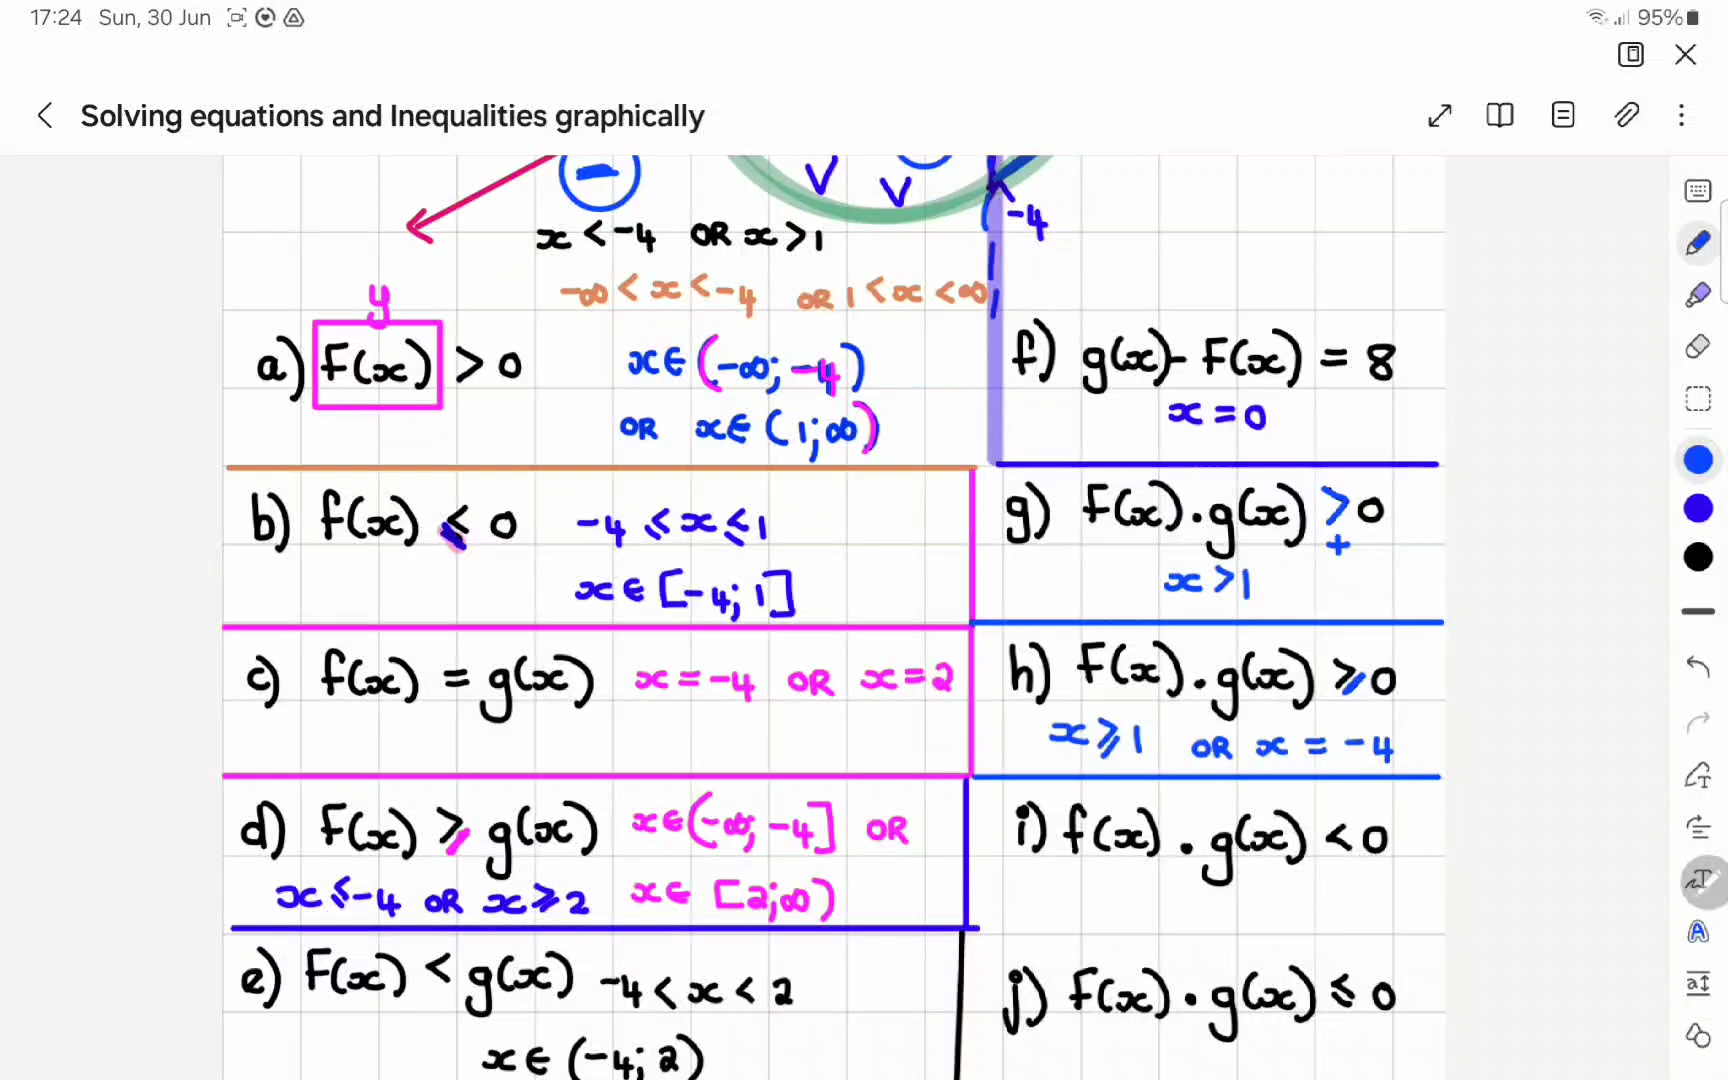 17:24 Sun, 30 Jun
95%
Solving equations and Inequalities graphically
-
V V
-4
x < -4 OR x > 1
-∞ < x < -4 OR 1 < x < ∞
y
a) F(x) > 0 x ∈ (-∞; -4)
OR x ∈ (1; ∞)
b) f(x) ≤ 0 -4 ≤ x ≤ 1
x ∈ [-4; 1]
c) f(x) = g(x) x = -4 OR x = 2
d) F(x) ≥ g(x) x ∈ (-∞; -4] OR
x ≤ -4 OR x ≥ 2 x ∈ [2; ∞)
e) F(x) < g(x) -4 < x < 2
x ∈ (-4; 2)
f) g(x) - F(x) = 8
x = 0
g) F(x) . g(x) > 0
+
x > 1
h) F(x) . g(x) ≥ 0
x ≥ 1 OR x = -4
i) f(x) . g(x) < 0
j) F(x) . g(x) ≤ 0